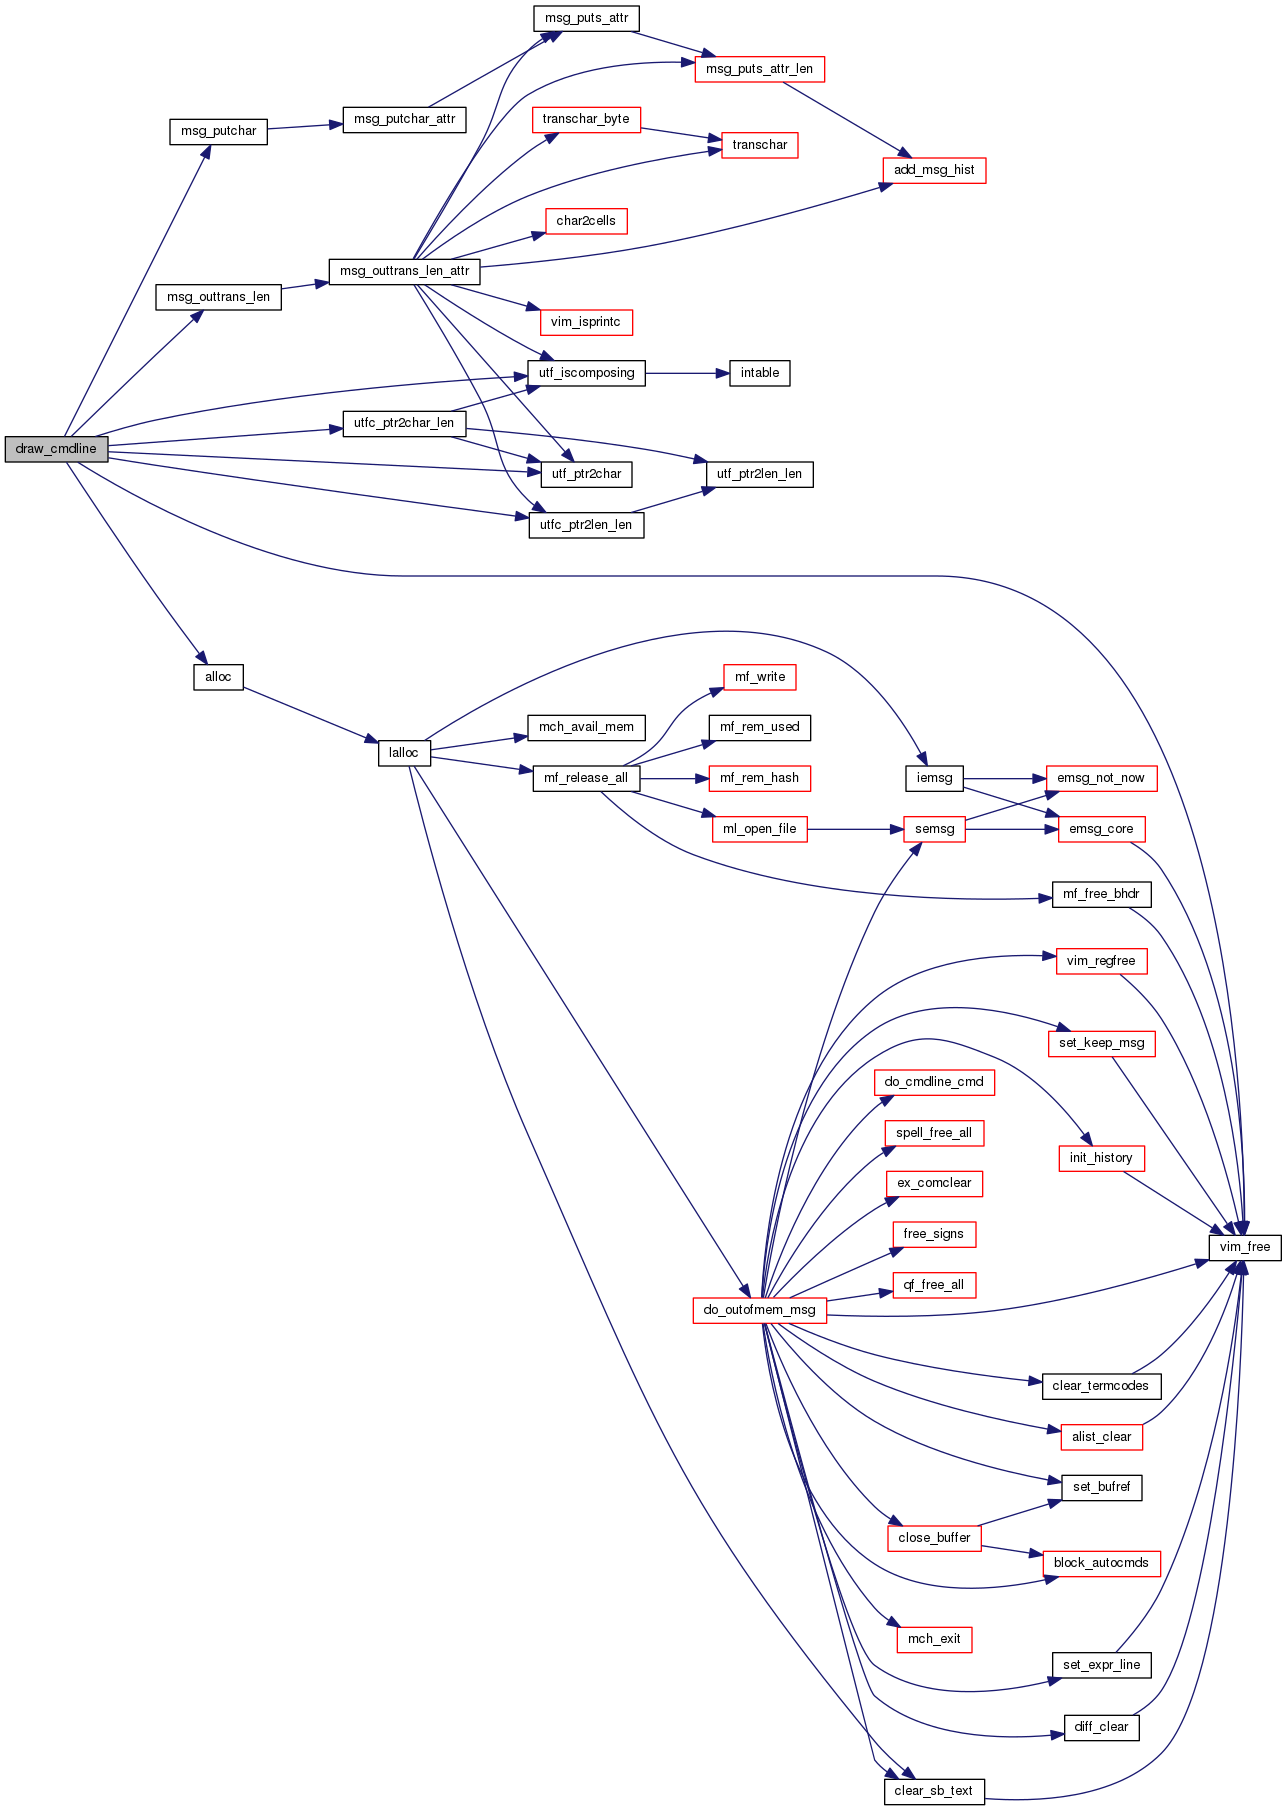 msg_puts_attr
msg_puts_attr_len
msg_putchar
msg_putchar_attr
transchar_byte
transchar
add_msg_hist
char2cells
msg_outtrans_len_attr
msg_outtrans_len
vim_isprintc
utf_iscomposing
intable
utfc_ptr2char_len
draw_cmdline
utf_ptr2char
utf_ptr2len_len
utfc_ptr2len_len
alloc
mf_write
mch_avail_mem
mf_rem_used
lalloc
mf_release_all
mf_rem_hash
iemsg
emsg_not_now
ml_open_file
semsg
emsg_core
mf_free_bhdr
vim_regfree
set_keep_msg
do_cmdline_cmd
spell_free_all
init_history
ex_comclear
free_signs
vim_free
qf_free_all
do_outofmem_msg
clear_termcodes
alist_clear
set_bufref
close_buffer
block_autocmds
mch_exit
set_expr_line
diff_clear
clear_sb_text